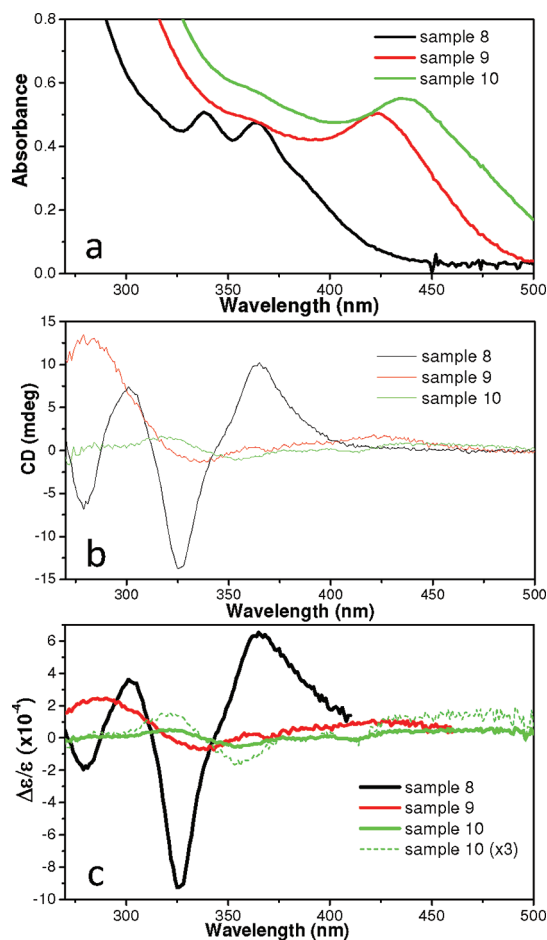 0.8
0.6
0.4
0.2
0.0
Absorbance
sample 8
sample 9
sample 10
a
300
350
400
450
500
Wavelength (nm)
15
10
5
0
-5
-10
-15
CD (mdeg)
sample 8
sample 9
sample 10
b
300
350
400
450
500
Wavelength (nm)
6
4
2
0
-2
-4
-6
-8
-10
Δε/ε (x10⁻⁴)
sample 8
sample 9
sample 10
sample 10 (x3)
c
300
350
400
450
500
Wavelength (nm)